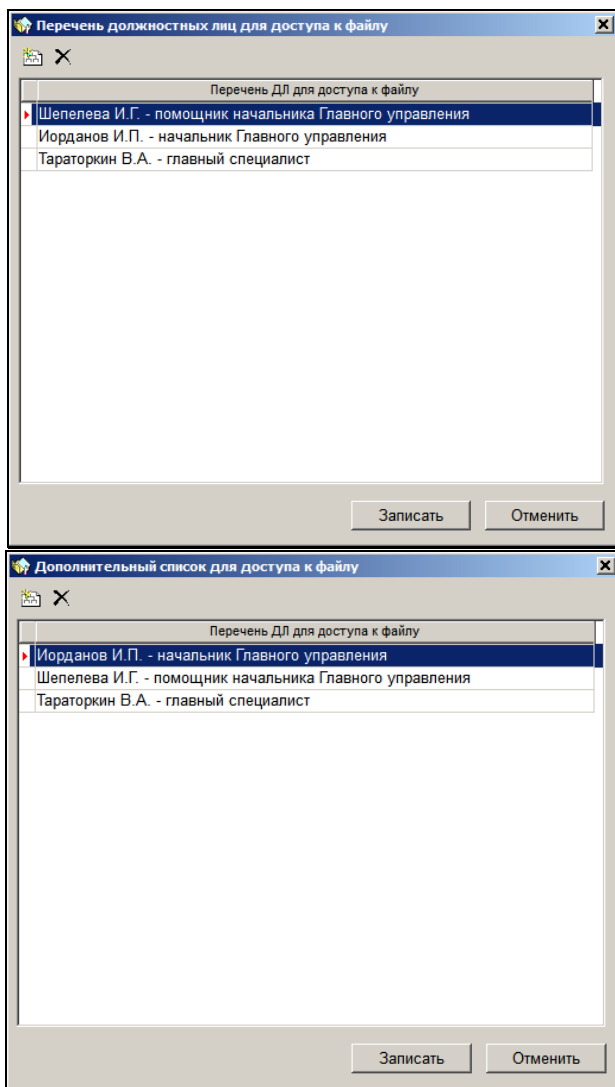 Перечень должностных лиц для доступа к файлу
Перечень ДЛ для доступа к файлу
Шепелева И.Г. - помощник начальника Главного управления
Иорданов И.П. - начальник Главного управления
Тараторкин В.А. - главный специалист
Записать Отменить
Дополнительный список для доступа к файлу
Перечень ДЛ для доступа к файлу
Иорданов И.П. - начальник Главного управления
Шепелева И.Г. - помощник начальника Главного управления
Тараторкин В.А. - главный специалист
Записать Отменить